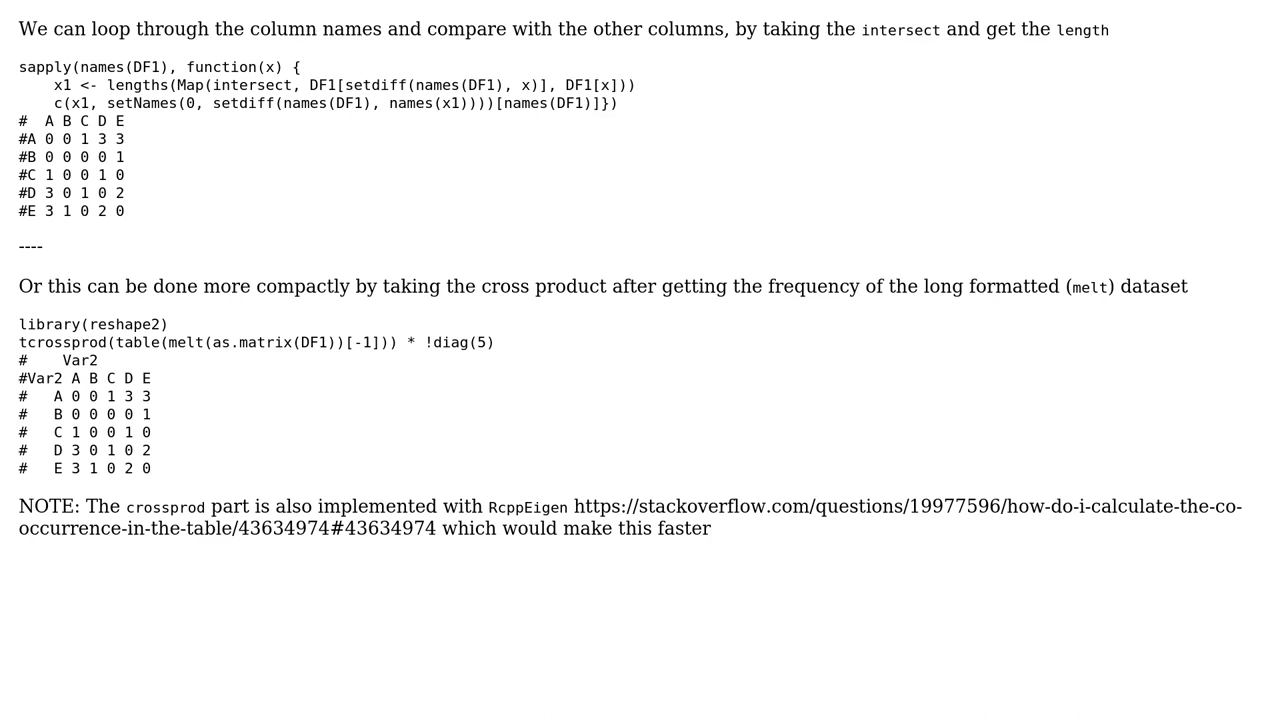 We can loop through the column names and compare with the other columns, by taking the intersect and get the length
sapply(names(DF1), function(x) {
    x1 <- lengths(Map(intersect, DF1[setdiff(names(DF1), x)], DF1[x]))
    c(x1, setNames(0, setdiff(names(DF1), names(x1))))[names(DF1)]})
#  A B C D E
#A 0 0 1 3 3
#B 0 0 0 0 1
#C 1 0 0 1 0
#D 3 0 1 0 2
#E 3 1 0 2 0
----
Or this can be done more compactly by taking the cross product after getting the frequency of the long formatted (melt) dataset
library(reshape2)
tcrossprod(table(melt(as.matrix(DF1))[-1])) * !diag(5)
#    Var2
#Var2 A B C D E
#   A 0 0 1 3 3
#   B 0 0 0 0 1
#   C 1 0 0 1 0
#   D 3 0 1 0 2
#   E 3 1 0 2 0
NOTE: The crossprod part is also implemented with RcppEigen https://stackoverflow.com/questions/19977596/how-do-i-calculate-the-co-
occurrence-in-the-table/43634974#43634974 which would make this faster